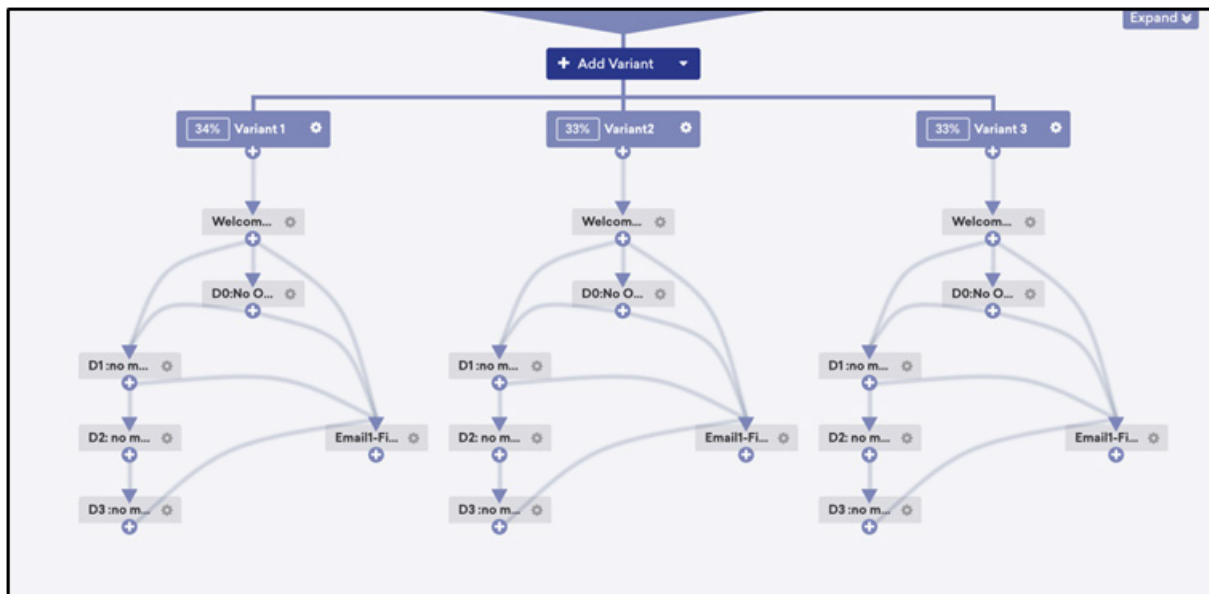 Expand
Add Variant
34% Variant 1
33% Variant2
33% Variant 3
Welcom...
Welcom...
Welcom...
D0:No O...
D0:No O...
D0:No O...
D1 :no m...
D1 :no m...
D1 :no m...
D2: no m...
Email1-Fi...
D2: no m...
Email1-Fi...
D2: no m...
Email1-Fi...
D3 :no m...
D3 :no m...
D3 :no m...